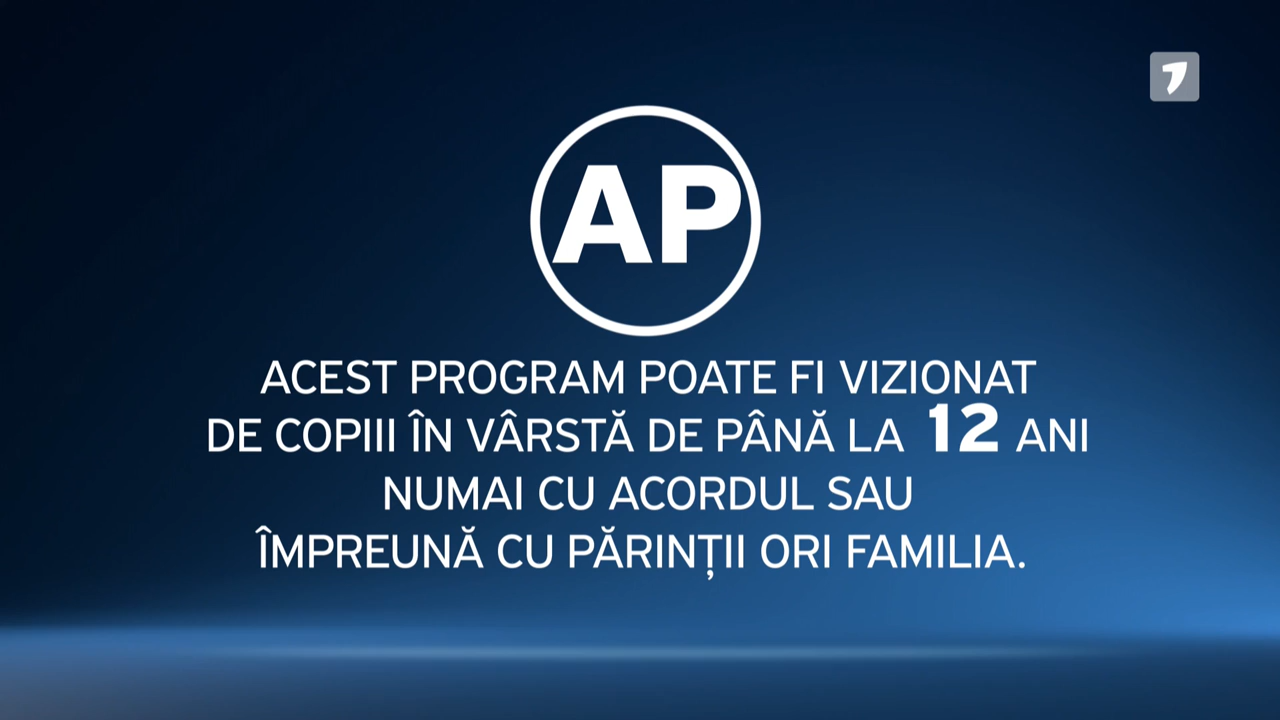 AP
ACEST PROGRAM POATE FI VIZIONAT
DE COPIII ÎN VÂRSTĂ DE PÂNĂ LA 12 ANI
NUMAI CU ACORDUL SAU
ÎMPREUNĂ CU PĂRINȚII ORI FAMILIA.